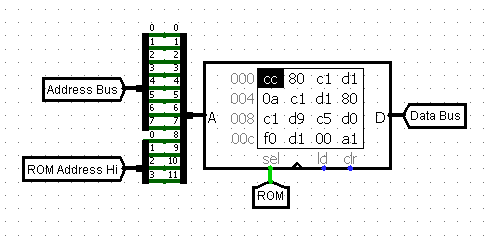 0 0
1 1
2 2
3 3
4 4
5 5
6 6
7 7
0 8
1 9
2 10
3 11
Address Bus
ROM Address Hi
A
000 cc 80 c1 d1
004 0a c1 d1 80
008 c1 d9 c5 d0
00c f0 d1 00 a1
sel ld clr
D
Data Bus
ROM